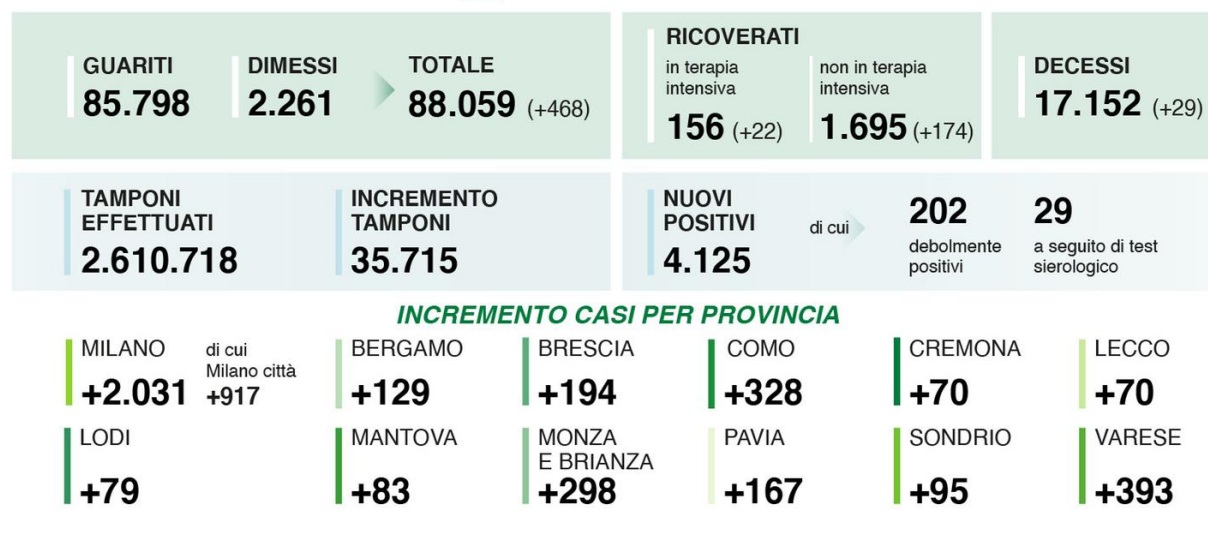 GUARITI
85.798
DIMESSI
2.261
TOTALE
88.059 (+468)
RICOVERATI
in terapia
intensiva
156 (+22)
non in terapia
intensiva
1.695 (+174)
DECESSI
17.152 (+29)
TAMPONI
EFFETTUATI
2.610.718
INCREMENTO
TAMPONI
35.715
NUOVI
POSITIVI
4.125
di cui
202
debolmente
positivi
29
a seguito di test
sierologico
INCREMENTO CASI PER PROVINCIA
MILANO
+2.031
di cui
Milano città
+917
BERGAMO
+129
BRESCIA
+194
COMO
+328
CREMONA
+70
LECCO
+70
LODI
+79
MANTOVA
+83
MONZA
E BRIANZA
+298
PAVIA
+167
SONDRIO
+95
VARESE
+393